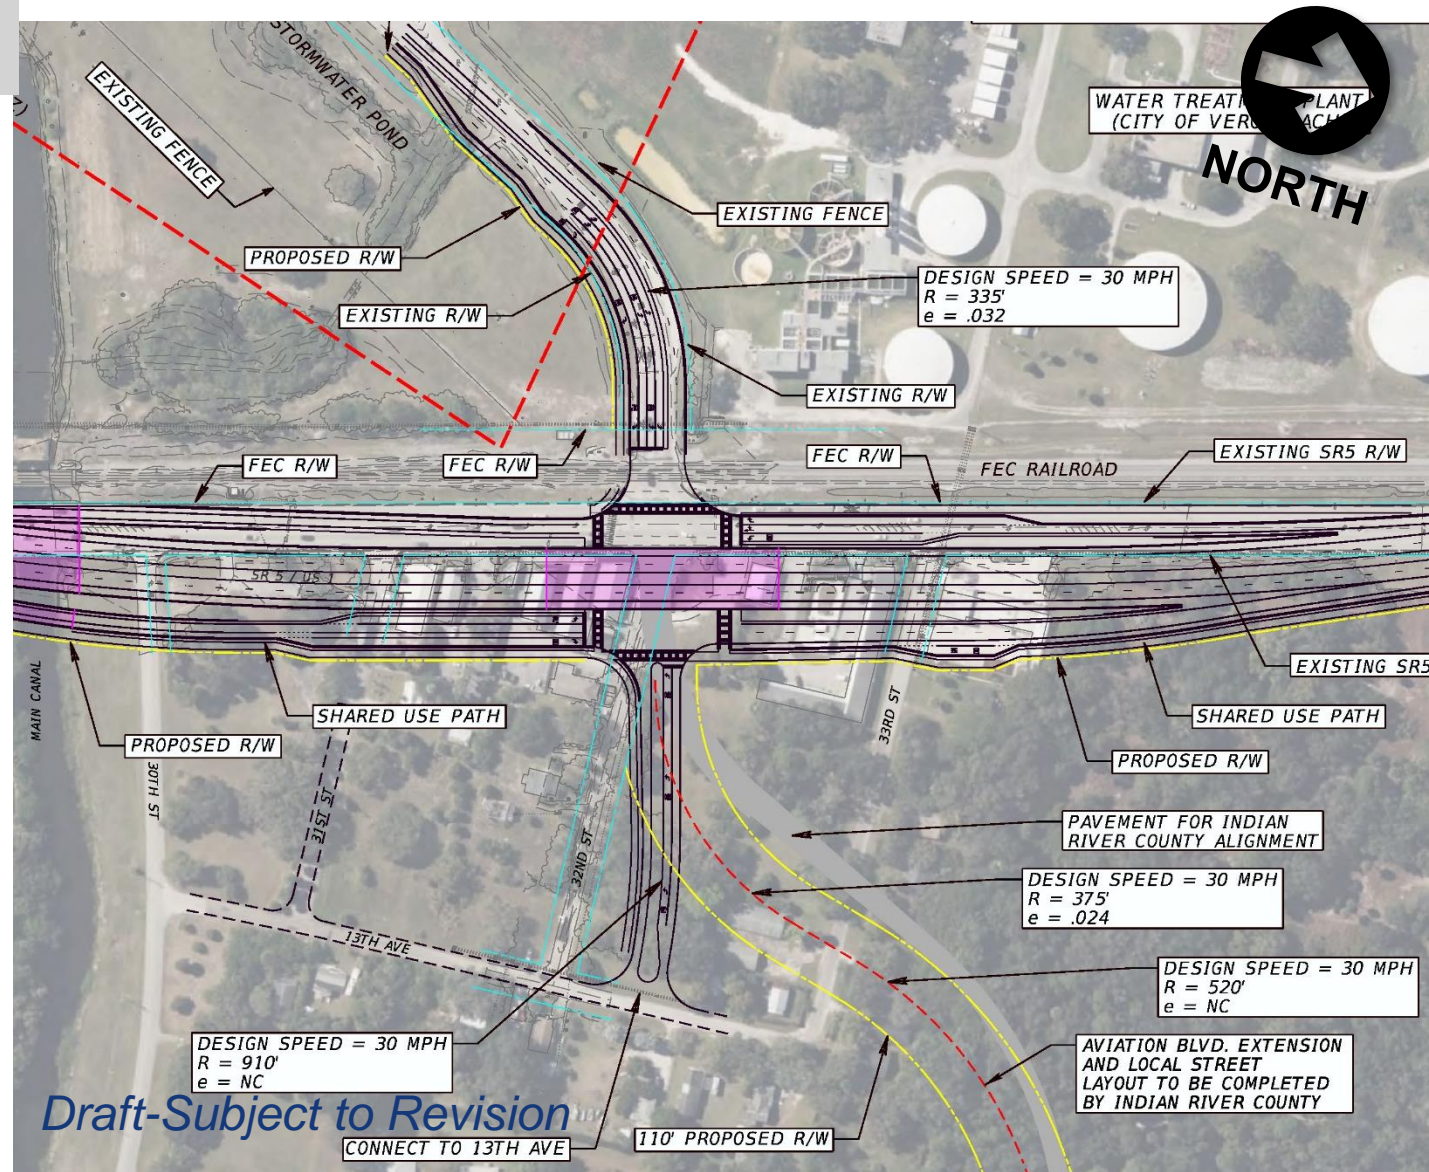 Z)
STORMWATER POND
EXISTING FENCE
WATER PLANT
(CITY OF
NORTH
EXISTING FENCE
PROPOSED R/W
EXISTING R/W
DESIGN SPEED = 30 MPH
R = 335'
e = .032
EXISTING R/W
FEC R/W
FEC R/W
FEC R/W
FEC RAILROAD
EXISTING SR5 R/W
SR 5 / US 1
EXISTING SR5
MAIN CANAL
SHARED USE PATH
PROPOSED R/W
33RD ST
SHARED USE PATH
PROPOSED R/W
30TH ST
31ST ST
32ND ST
PAVEMENT FOR INDIAN
RIVER COUNTY ALIGNMENT
DESIGN SPEED = 30 MPH
R = 375'
e = .024
13TH AVE
DESIGN SPEED = 30 MPH
R = 520'
e = NC
DESIGN SPEED = 30 MPH
R = 910'
e = NC
AVIATION BLVD. EXTENSION
AND LOCAL STREET
LAYOUT TO BE COMPLETED
BY INDIAN RIVER COUNTY
Draft-Subject to Revision
CONNECT TO 13TH AVE
110' PROPOSED R/W